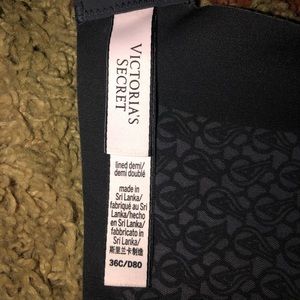 VICTORIA'S
SECRET
lined demi/
demi doublé
made in
Sri Lanka/
fabriqué au Sri
Lanka/hecho
en Sri Lanka/
fabbricato in
Sri Lanka/
斯里兰卡制造
36C/D80